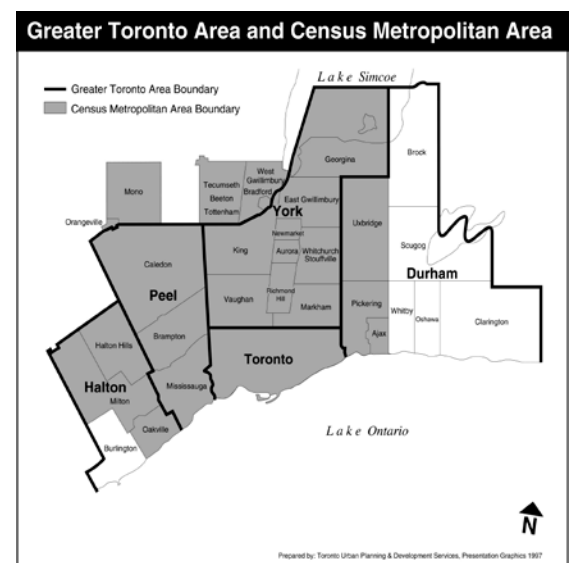 Greater Toronto Area and Census Metropolitan Area
Lake Simcoe
Greater Toronto Area Boundary
Census Metropolitan Area Boundary
Brock
Georgina
West
Gwillimbury
Bradford
Tecumseth
Beeton
Tottenham
Mono
East Gwillimbury
York
Orangeville
Uxbridge
Newmarket
Scugog
King
Aurora
Whitchurch
Stouffville
Caledon
Durham
Peel
Richmond
Hill
Vaughan
Markham
Pickering
Whitby
Oshawa
Clarington
Ajax
Brampton
Halton Hills
Toronto
Halton
Mississauga
Milton
Oakville
Lake Ontario
Burlington
N
Prepared by: Toronto Urban Planning & Development Services, Presentation Graphics 1997